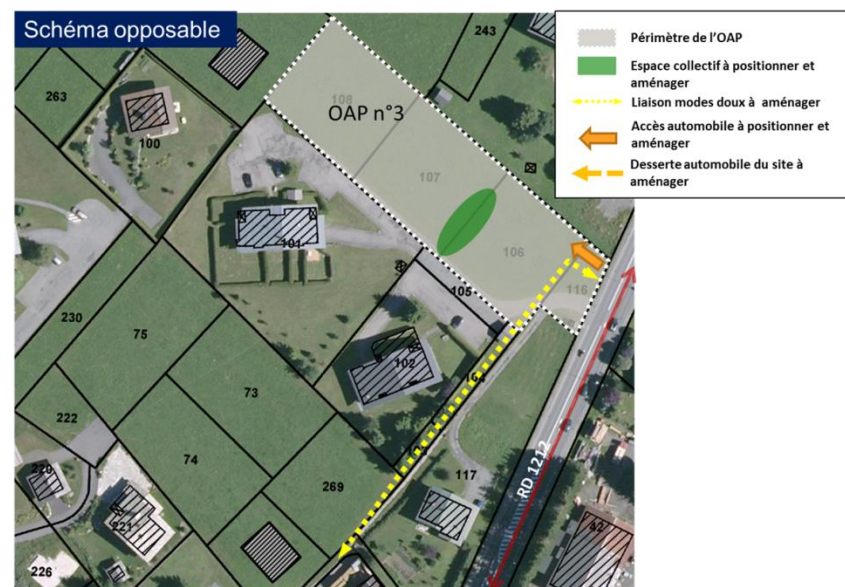 Schéma opposable
Périmètre de l'OAP
Espace collectif à positionner et
aménager
Liaison modes doux à aménager
Accès automobile à positionner et
aménager
Desserte automobile du site à
aménager
243
263
108
OAP n°3
100
107
106
101
116
105
230
75
102
73
104
222
74
117
269
RD 1212
220
221
42
226